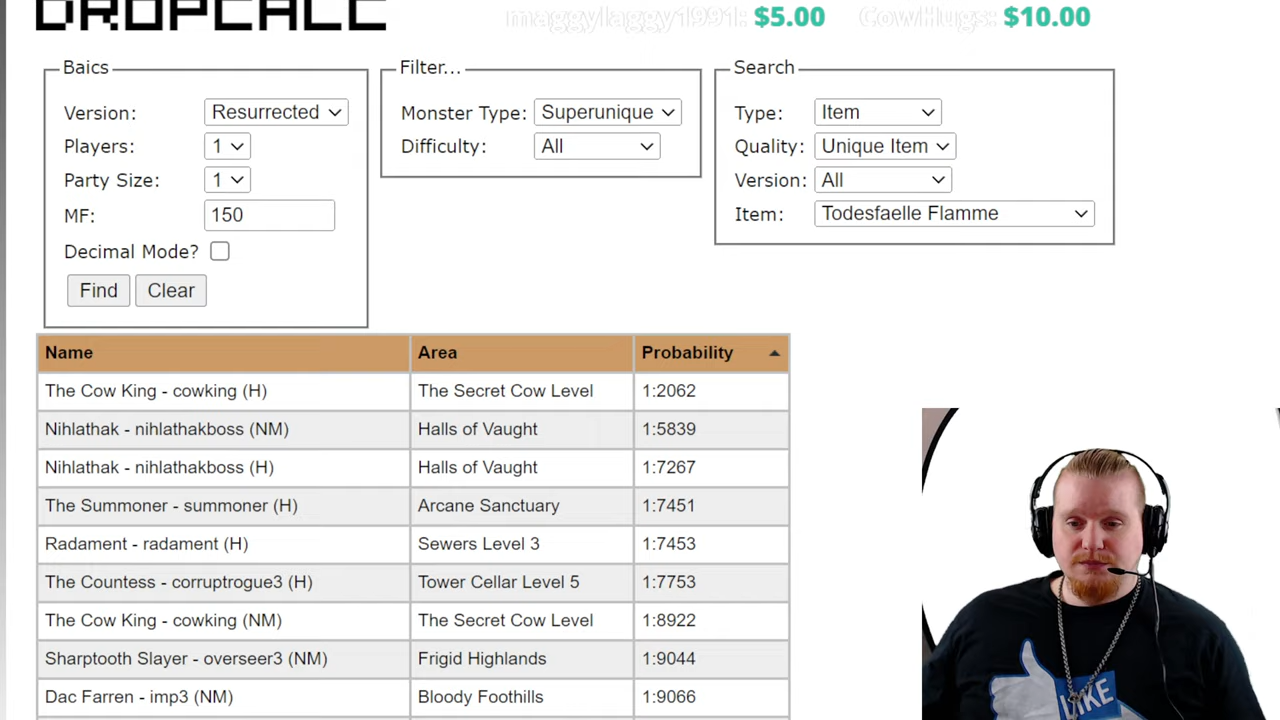 DROPCALC
maggylaggy1991: $5.00 CowHugs: $10.00
Baics
Version: Resurrected
Players: 1
Party Size: 1
MF: 150
Decimal Mode?
Find Clear
Filter...
Monster Type: Superunique
Difficulty: All
Search
Type: Item
Quality: Unique Item
Version: All
Item: Todesfaelle Flamme
Name Area Probability
The Cow King - cowking (H) The Secret Cow Level 1:2062
Nihlathak - nihlathakboss (NM) Halls of Vaught 1:5839
Nihlathak - nihlathakboss (H) Halls of Vaught 1:7267
The Summoner - summoner (H) Arcane Sanctuary 1:7451
Radament - radament (H) Sewers Level 3 1:7453
The Countess - corruptrogue3 (H) Tower Cellar Level 5 1:7753
The Cow King - cowking (NM) The Secret Cow Level 1:8922
Sharptooth Slayer - overseer3 (NM) Frigid Highlands 1:9044
Dac Farren - imp3 (NM) Bloody Foothills 1:9066
LIKE